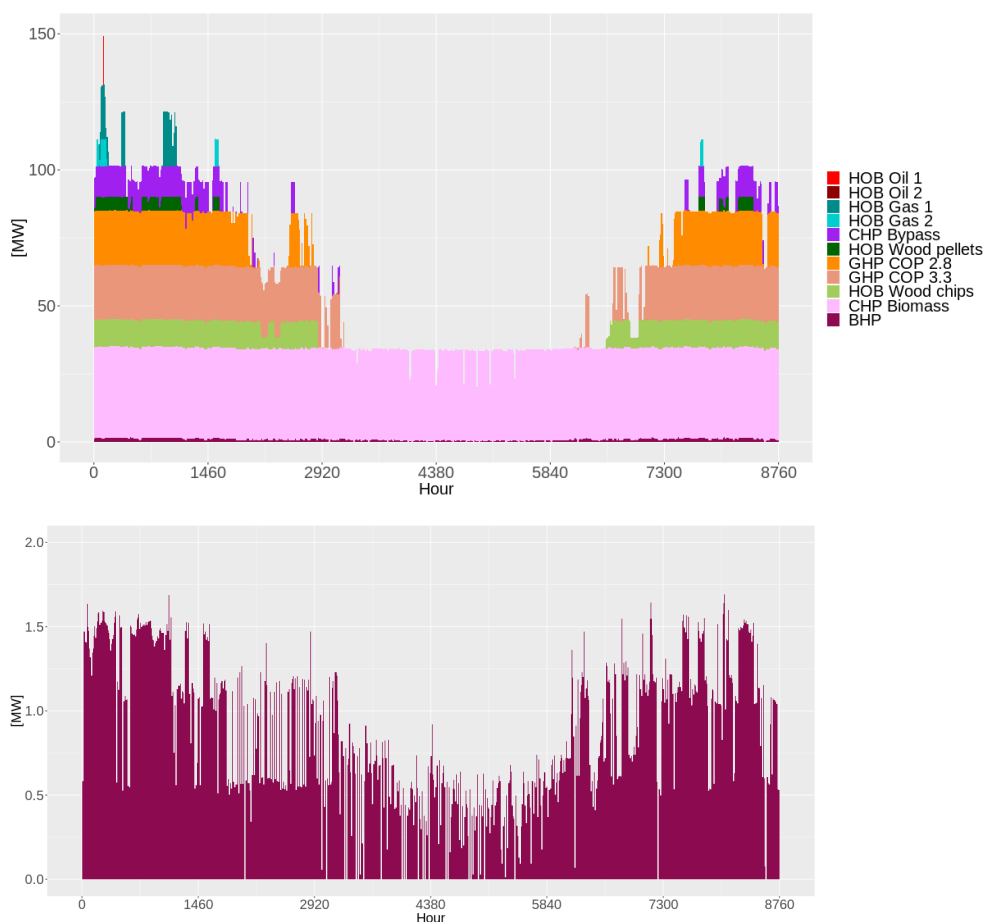 150
100
50
0
[MW]
0 1460 2920 4380 5840 7300 8760
Hour
HOB Oil 1
HOB Oil 2
HOB Gas 1
HOB Gas 2
CHP Bypass
HOB Wood pellets
GHP COP 2.8
GHP COP 3.3
HOB Wood chips
CHP Biomass
BHP
2.0
1.5
1.0
0.5
0.0
[MW]
0 1460 2920 4380 5840 7300 8760
Hour